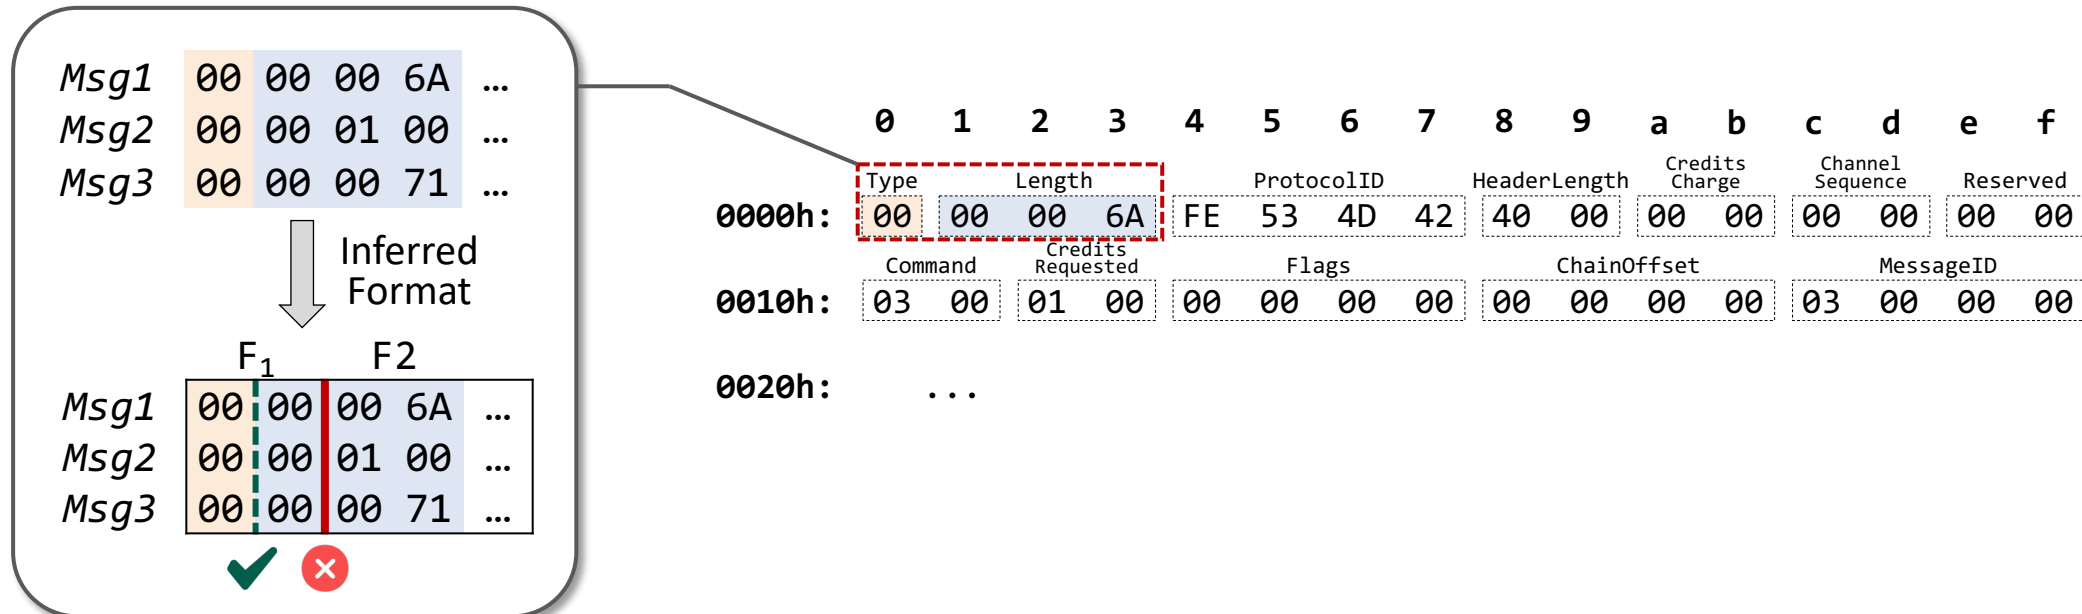 Msg1 00 00 00 6A ...
Msg2 00 00 01 00 ...
Msg3 00 00 00 71 ...
Inferred
Format
F1 F2
Msg1 00 00 00 6A ...
Msg2 00 00 01 00 ...
Msg3 00 00 00 71 ...
0 1 2 3 4 5 6 7 8 9 a b c d e f
Type Length ProtocolID HeaderLength Credits Charge Channel Sequence Reserved
0000h: 00 00 00 6A FE 53 4D 42 40 00 00 00 00 00 00 00
Command Credits Requested Flags ChainOffset MessageID
0010h: 03 00 01 00 00 00 00 00 00 00 00 00 03 00 00 00
0020h: ...